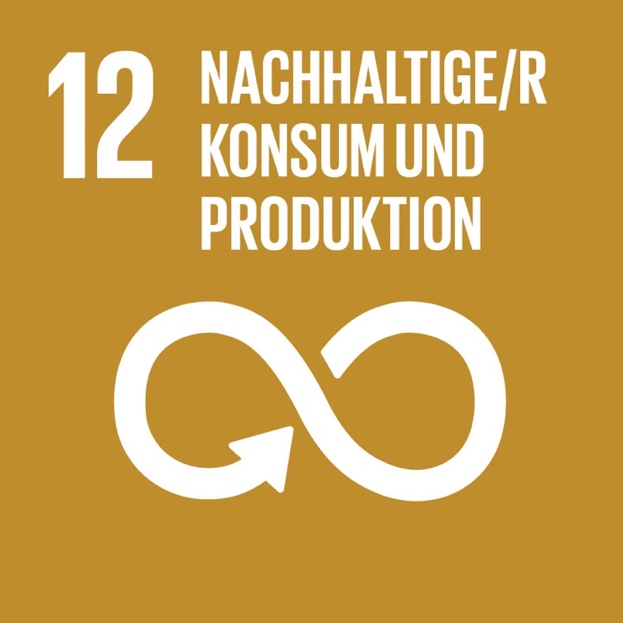 12
NACHHALTIGE/R
KONSUM UND
PRODUKTION